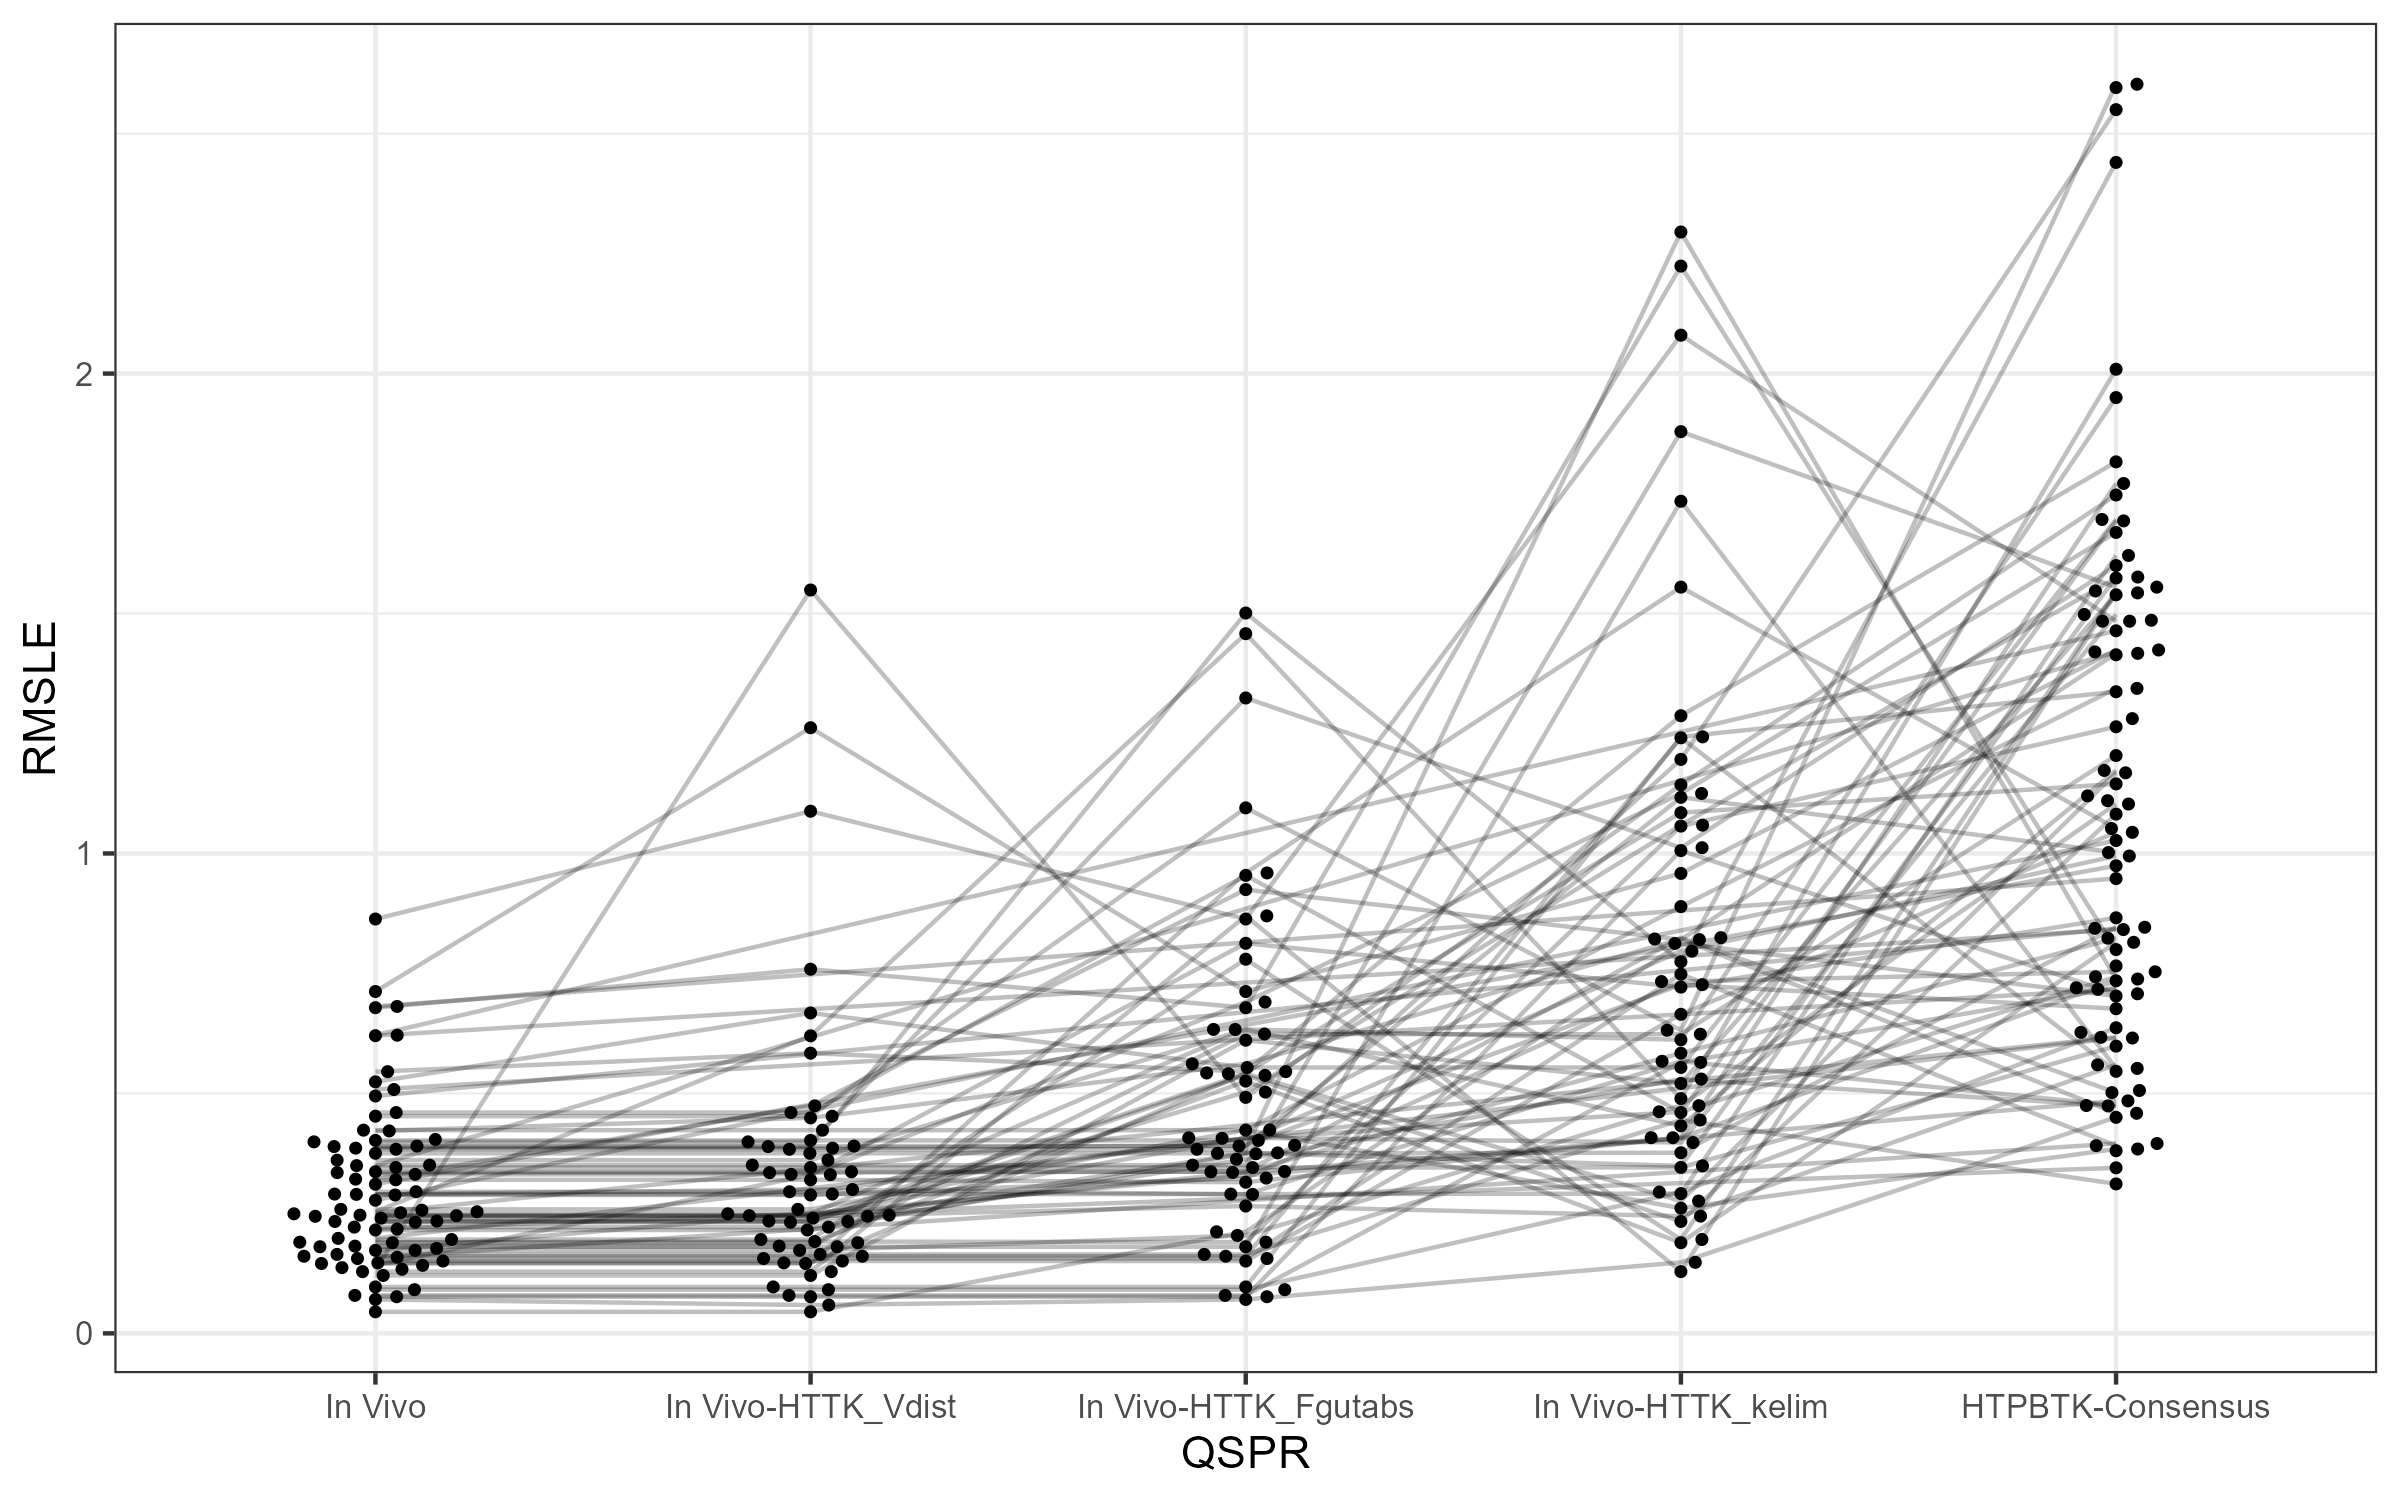 RMSLE
2
1
0
In Vivo
In Vivo-HTTK_Vdist
In Vivo-HTTK_Fgutabs
In Vivo-HTTK_kelim
HTPBTK-Consensus
QSPR